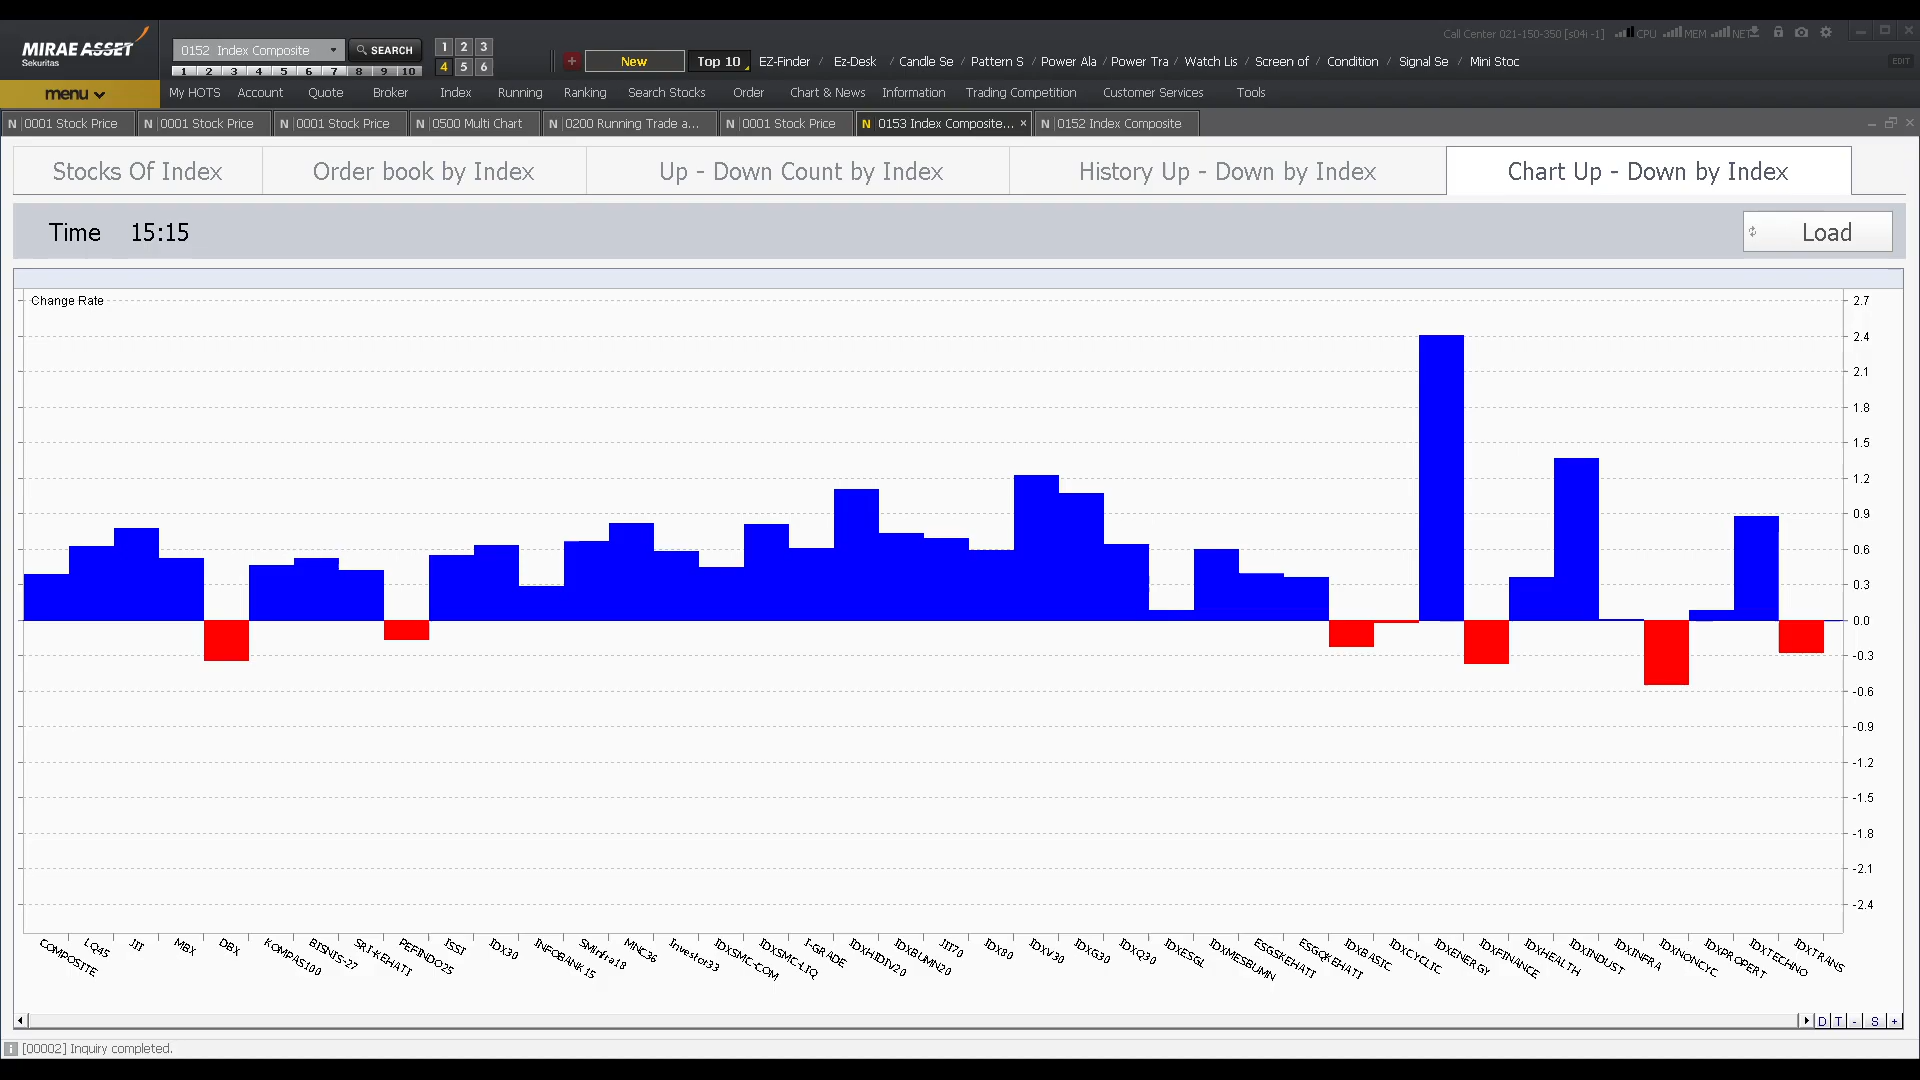 MIRAE ASSET
Sekuritas
0152 Index Composite
SEARCH
1 2 3 4 5 6 7 8 9 10
1 2 3
4 5 6
Call Center 021-150-350 [s04i -1]
CPU
MEM
NET
New
Top 10
EZ-Finder / Ez-Desk / Candle Se / Pattern S / Power Ala / Power Tra / Watch Lis / Screen of / Condition / Signal Se / Mini Stoc
EDIT
menu
My HOTS Account Quote Broker Index Running Ranking Search Stocks Order Chart & News Information Trading Competition Customer Services Tools
N 0001 Stock Price
N 0001 Stock Price
N 0001 Stock Price
N 0500 Multi Chart
N 0200 Running Trade a...
N 0001 Stock Price
N 0153 Index Composite... ×
N 0152 Index Composite
Stocks Of Index
Order book by Index
Up - Down Count by Index
History Up - Down by Index
Chart Up - Down by Index
Time 15:15
Load
Change Rate
2.7
2.4
2.1
1.8
1.5
1.2
0.9
0.6
0.3
0.0
-0.3
-0.6
-0.9
-1.2
-1.5
-1.8
-2.1
-2.4
COMPOSITE
LQ45
JII
MBX
DBX
KOMPAS100
BISNIS-27
SRI-KEHATI
PEFINDO25
ISSI
IDX30
INFOBANK15
SMinfra18
MNC36
Investor33
IDXSMC-COM
IDXSMC-LIQ
I-GRADE
IDXHIDIV20
IDXBUMN20
JII70
IDX80
IDXV30
IDXG30
IDXQ30
IDXESGL
IDXMESBUMN
ESGSKEHATI
ESGQKEHATI
IDXBASIC
IDXCYCLIC
IDXENERGY
IDXFINANCE
IDXHEALTH
IDXINDUST
IDXINFRA
IDXNONCYC
IDXPROPERT
IDXTECHNO
IDXTRANS
D T - S +
[00002] Inquiry completed.